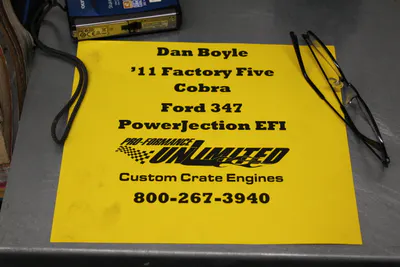 Dan Boyle
'11 Factory Five
Cobra
Ford 347
PowerJection EFI
PRO-FORMANCE
UNLIMITED
Custom Crate Engines
800-267-3940